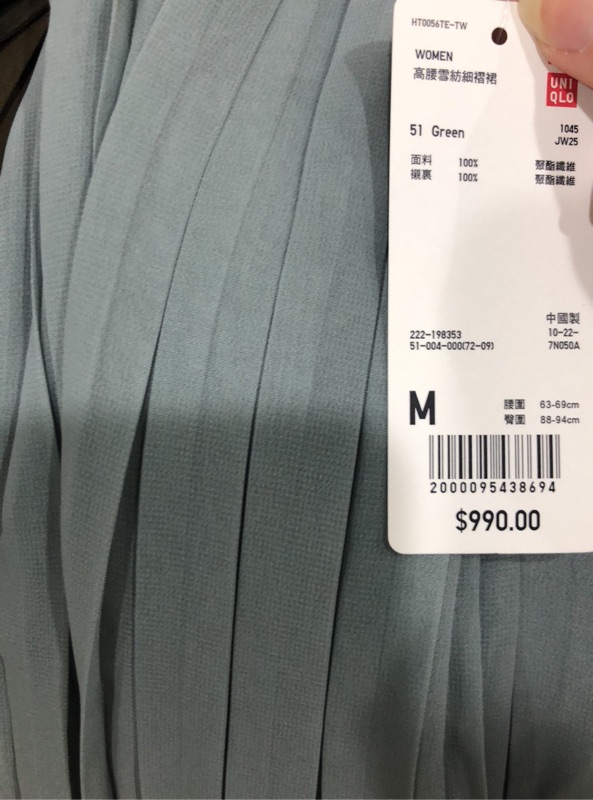 HT0056TE-TW
WOMEN
高腰雪紡細褶裙
UNI
QLO
51 Green
1045
JW25
面料 100% 聚酯纖維
襯裏 100% 聚酯纖維
中國製
222-198353 10-22-
51-004-000(72-09) 7N050A
M
腰圍 63-69cm
臀圍 88-94cm
2000095438694
$990.00